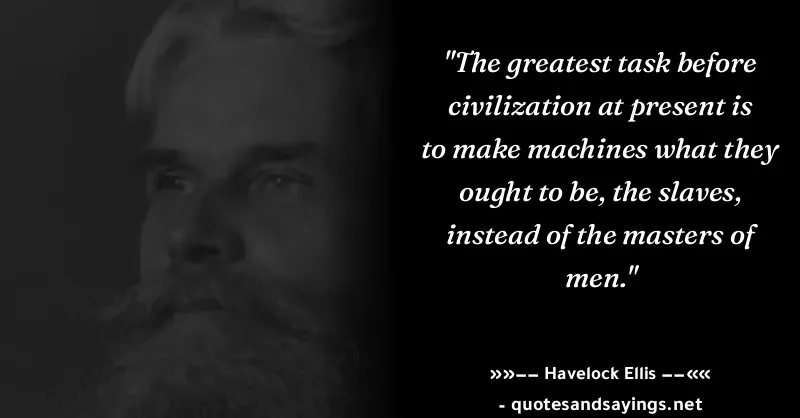 "The greatest task before
civilization at present is
to make machines what they
ought to be, the slaves,
instead of the masters of
men."
»»−− Havelock Ellis −−««
- quotesandsayings.net